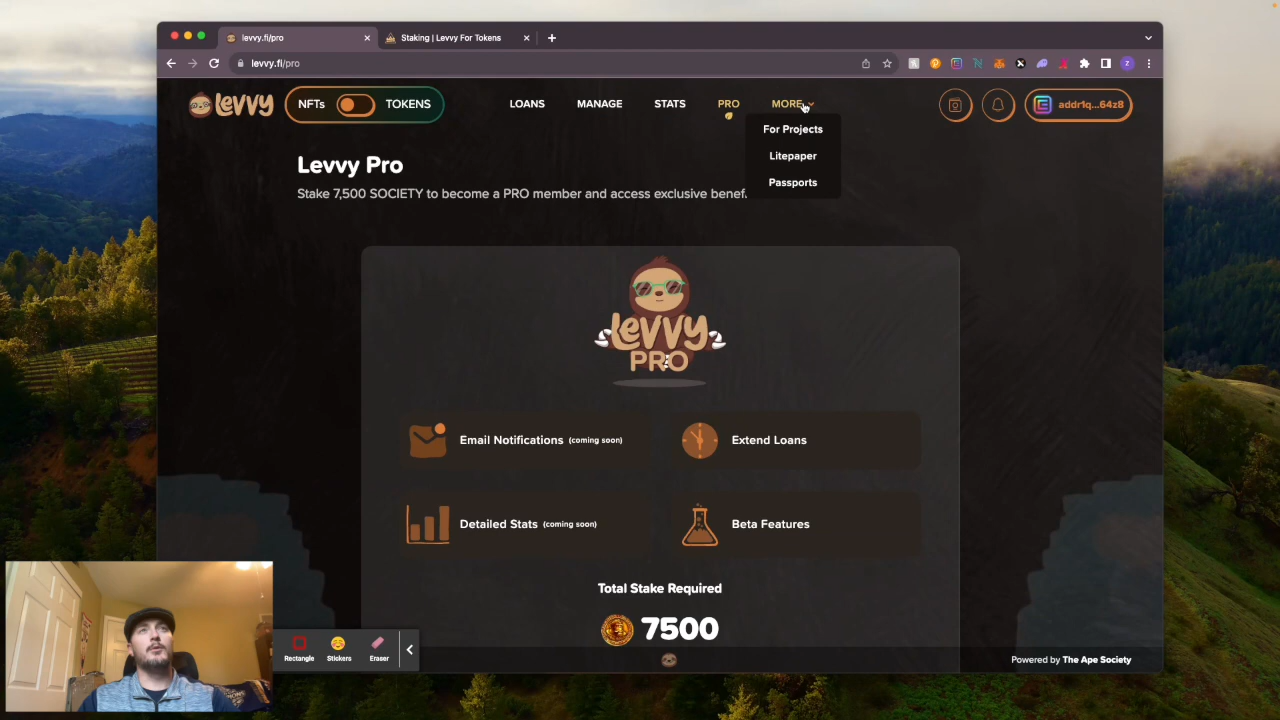 levvy.fi/pro
Staking | Levvy For Tokens
levvy.fi/pro
Levvy
NFTs
TOKENS
LOANS
MANAGE
STATS
PRO
MORE
addr1q...64z8
For Projects
Litepaper
Passports
Levvy Pro
Stake 7,500 SOCIETY to become a PRO member and access exclusive benef
Levvy
PRO
Email Notifications (coming soon)
Extend Loans
Detailed Stats (coming soon)
Beta Features
Total Stake Required
7500
Rectangle
Stickers
Eraser
Powered by The Ape Society